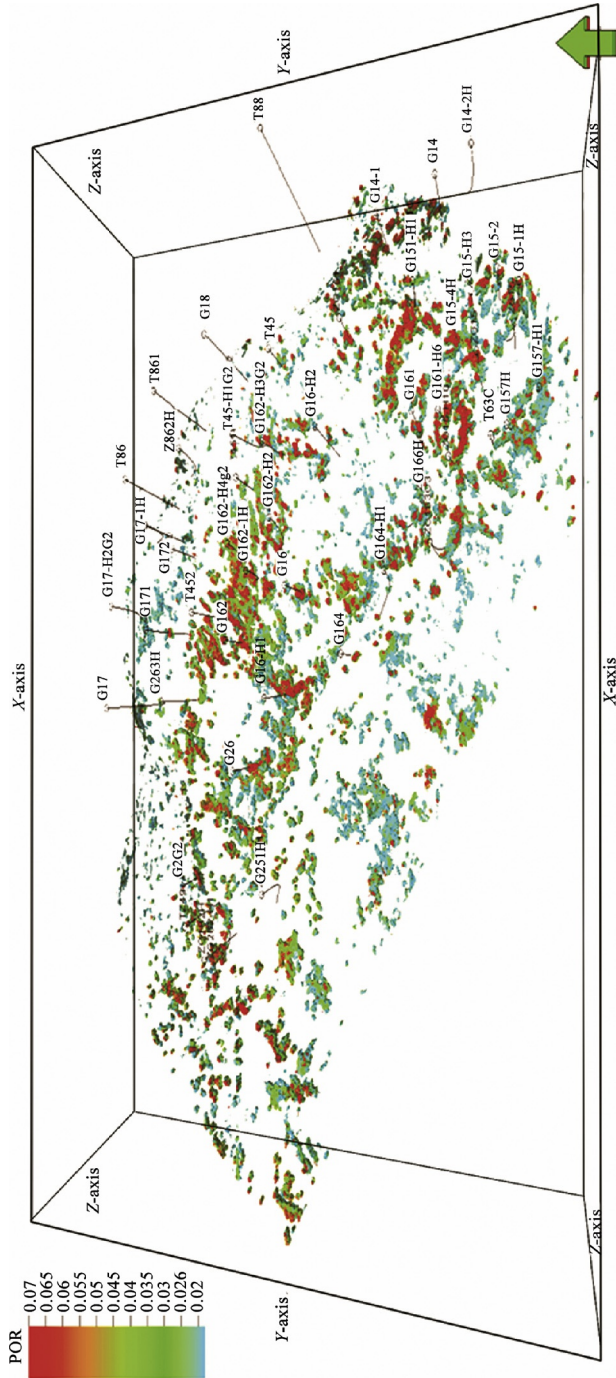 POR
0.07
0.065
0.06
0.055
0.05
0.045
0.04
0.035
0.03
0.026
0.02
X-axis
X-axis
Y-axis
Y-axis
Z-axis
Z-axis
Z-axis
Z-axis
G17
G17-H2G2
G171
G263H
T86
G17-1H
G172
T452
T861
Z862H
G18
T88
T45
T45-H1G2
G162-H3G2
G162-H4g2
G162-H2
G162-1H
G162
G16
G16-H1
G16-H2
G26
G2G2
G251H
G164
G164-H1
G166H
G161
G161-H6
G14-1
G14
G14-2H
G151-H1
G15-H3
G15-4H
G15-2
G15-1H
T63C
G157H
G157-H1